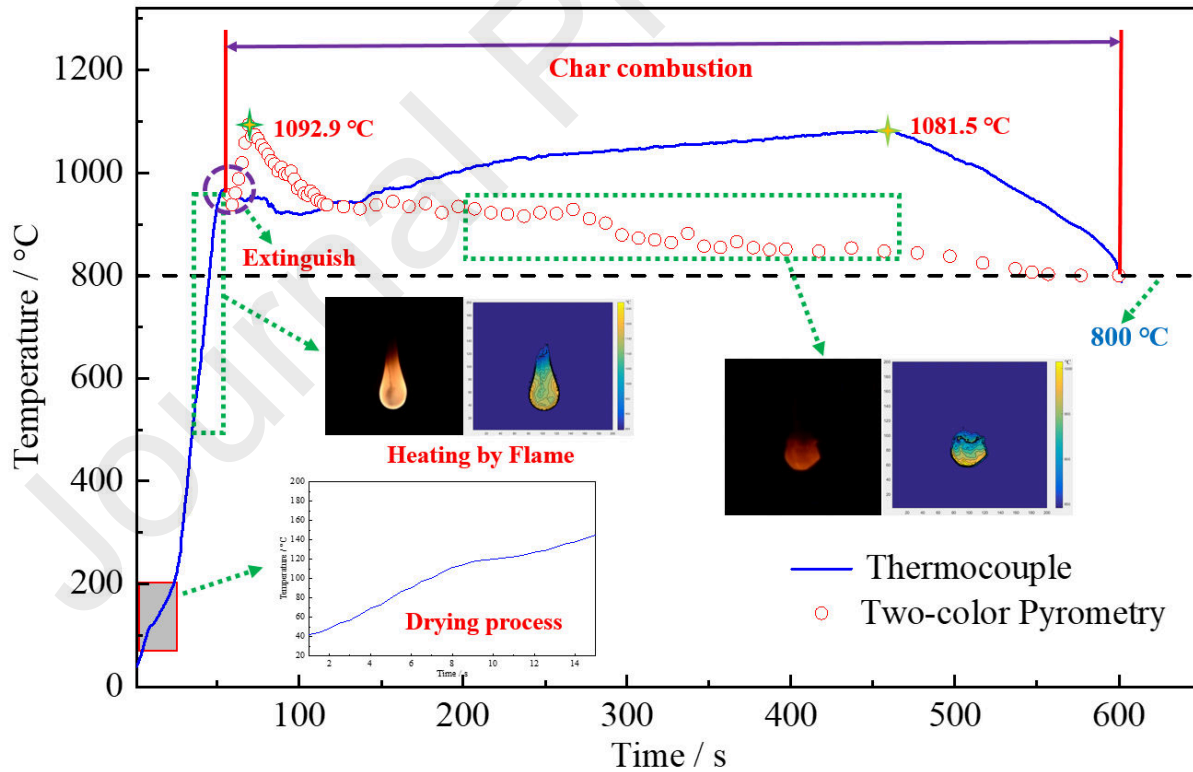 Journal P
Temperature / °C
1200
1000
800
600
400
200
0
Char combustion
1092.9 °C
1081.5 °C
Extinguish
800 °C
Heating by Flame
200
180
160
140
120
100
80
60
40
20
Temperature / °C
Drying process
2 4 6 8 10 12 14
Time / s
Thermocouple
Two-color Pyrometry
100 200 300 400 500 600
Time / s